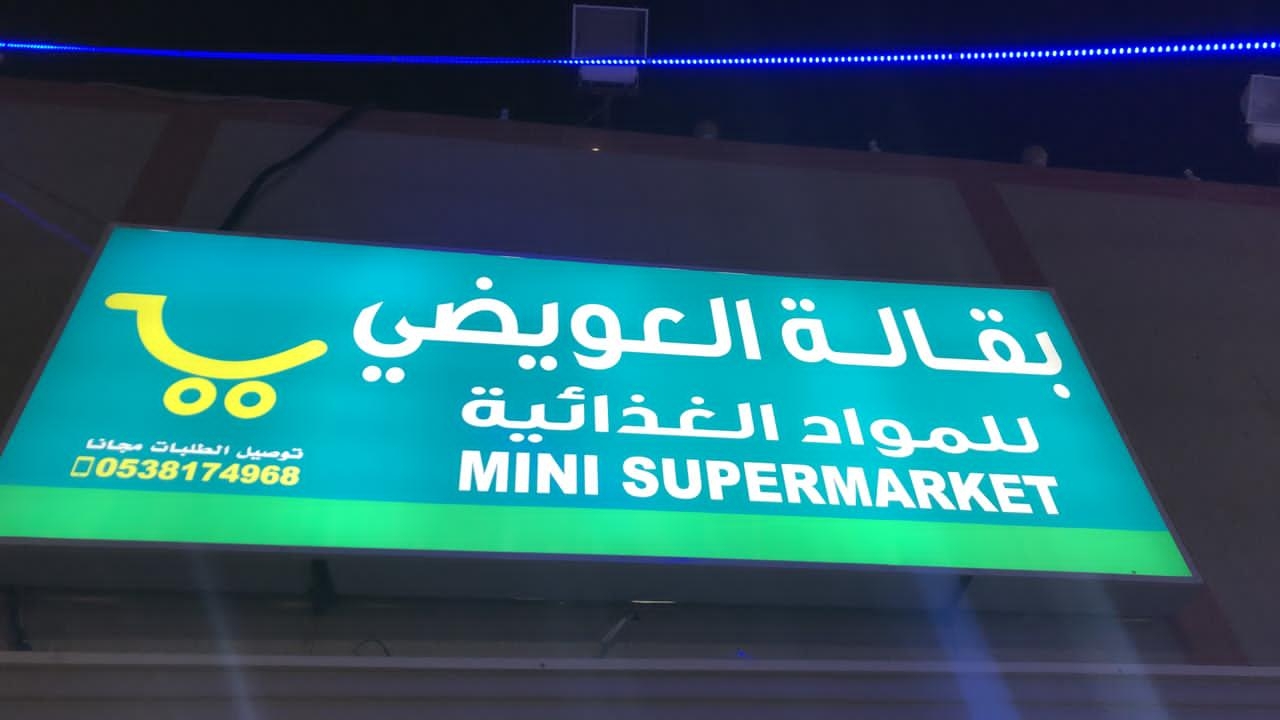 بقالة العويضي
للمواد الغذائية
MINI SUPERMARKET
توصيل الطلبات مجانا
0538174968